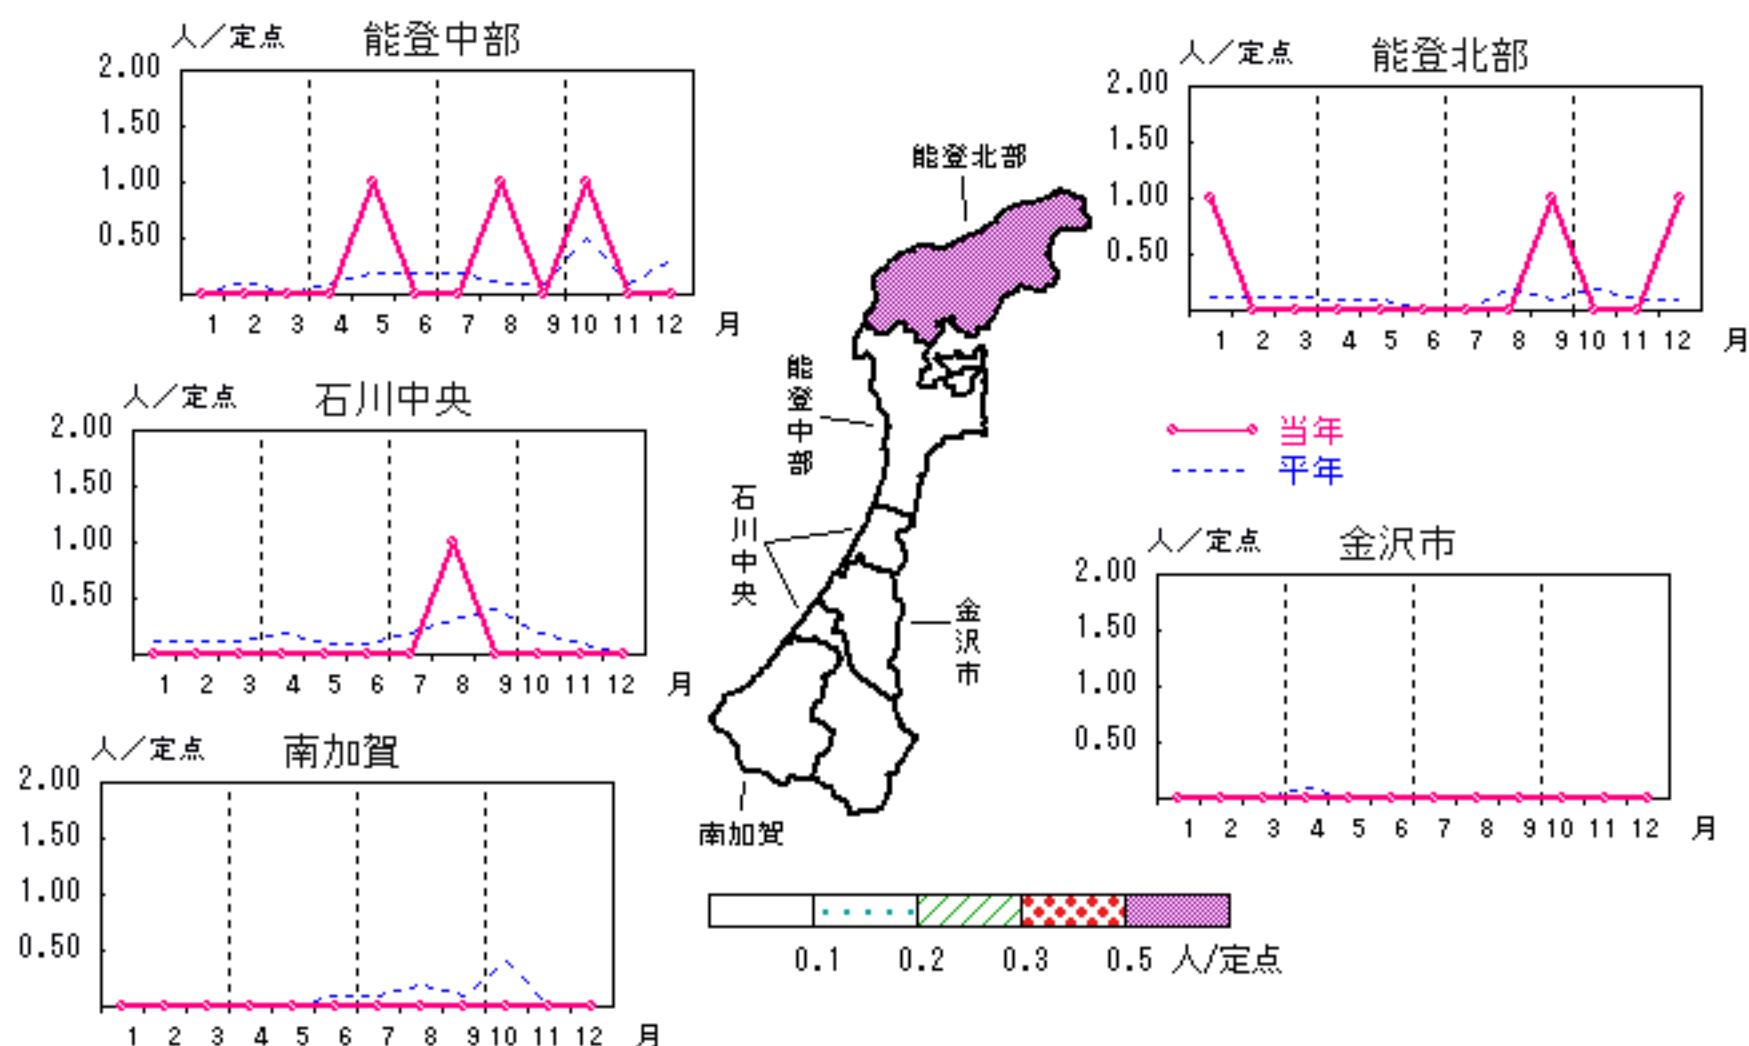 人／定点 能登中部
2.00
1.50
1.00
0.50
1 2 3 4 5 6 7 8 9 10 11 12 月
人／定点 能登北部
2.00
1.50
1.00
0.50
1 2 3 4 5 6 7 8 9 10 11 12 月
能登北部
能登中部
石川中央
金沢市
南加賀
人／定点 石川中央
2.00
1.50
1.00
0.50
1 2 3 4 5 6 7 8 9 10 11 12 月
当年
平年
人／定点 金沢市
2.00
1.50
1.00
0.50
1 2 3 4 5 6 7 8 9 10 11 12 月
人／定点 南加賀
2.00
1.50
1.00
0.50
1 2 3 4 5 6 7 8 9 10 11 12 月
0.1 0.2 0.3 0.5 人/定点